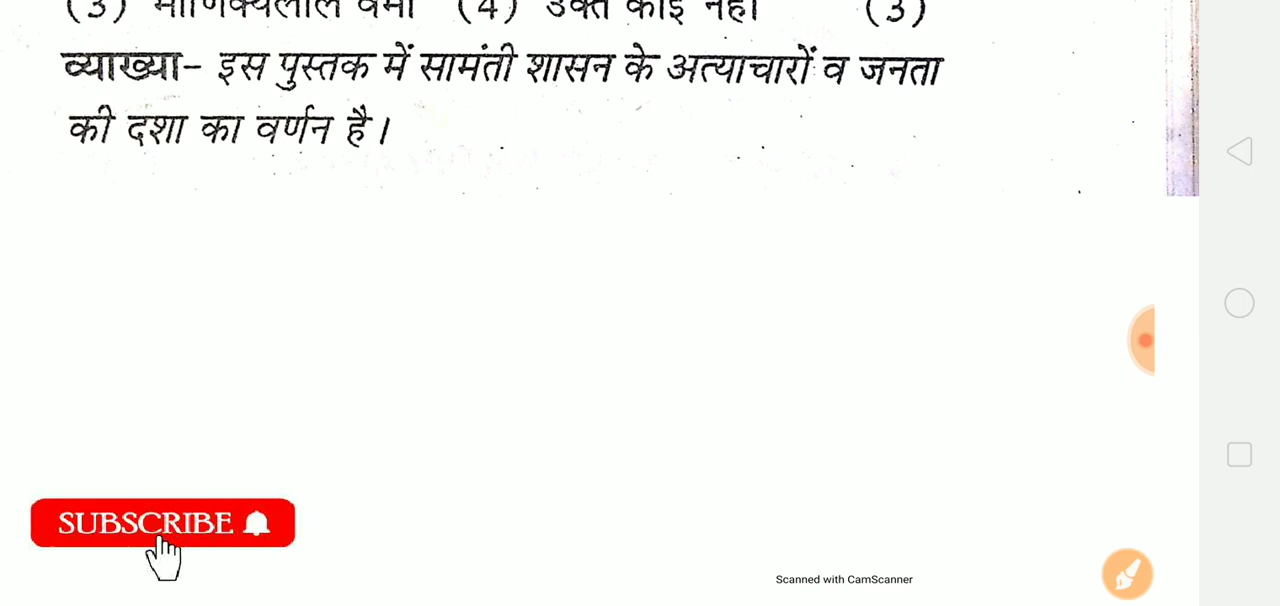 (3) माणिक्यलाल वर्मा (4) उक्त कोई नहीं (3)
व्याख्या- इस पुस्तक में सामंती शासन के अत्याचारों व जनता
की दशा का वर्णन है।
SUBSCRIBE
Scanned with CamScanner